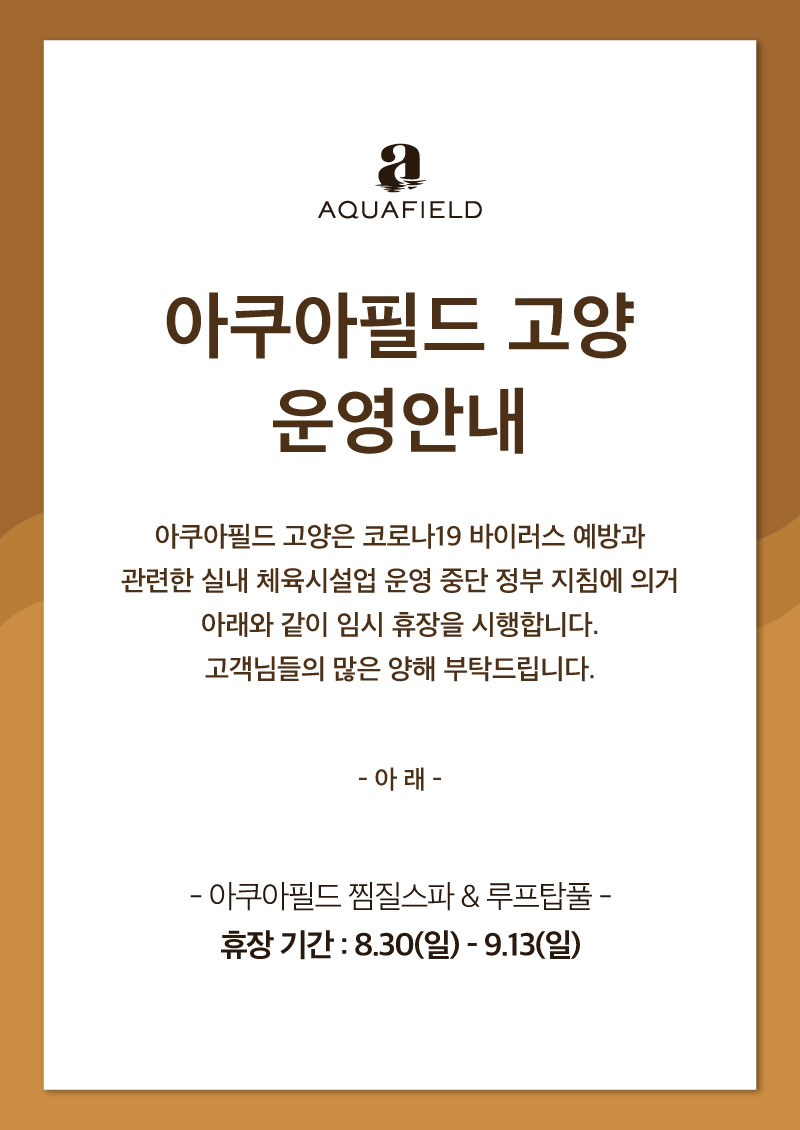 a
AQUAFIELD
아쿠아필드 고양
운영안내
아쿠아필드 고양은 코로나19 바이러스 예방과
관련한 실내 체육시설업 운영 중단 정부 지침에 의거
아래와 같이 임시 휴장을 시행합니다.
고객님들의 많은 양해 부탁드립니다.
- 아 래 -
- 아쿠아필드 찜질스파 & 루프탑풀 -
휴장 기간 : 8.30(일) - 9.13(일)